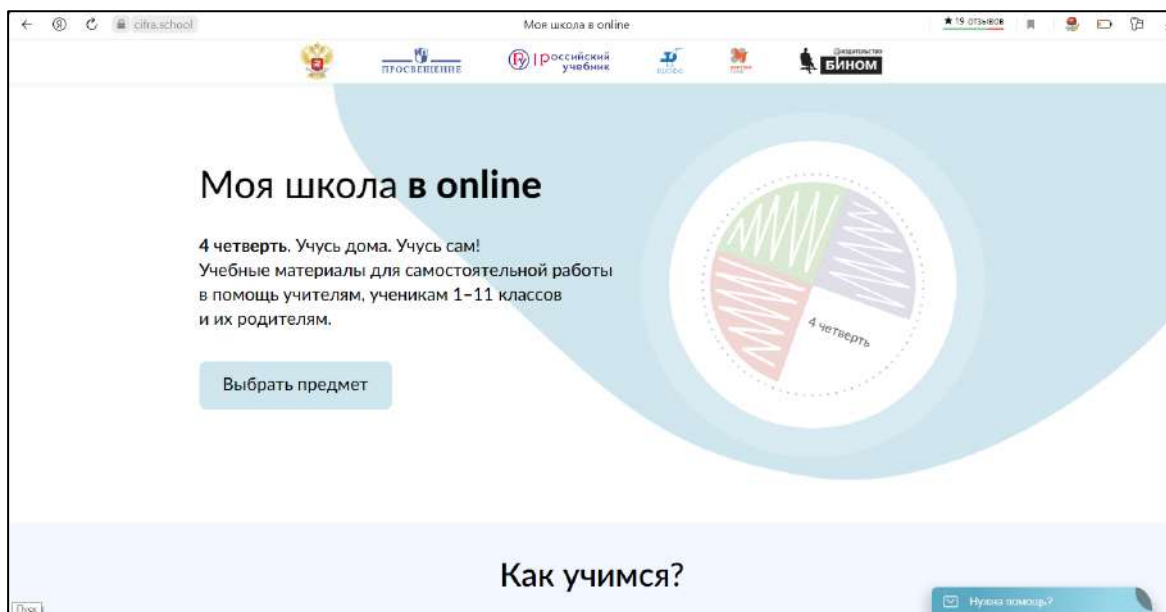 cifra.school
Моя школа в online
★ 19 отзывов
ПРОСВЕЩЕНИЕ
российский
учебник
ИЗДАТЕЛЬСТВО
БИНОМ
Моя школа в online
4 четверть. Учусь дома. Учусь сам!
Учебные материалы для самостоятельной работы
в помощь учителям, ученикам 1–11 классов
и их родителям.
4 четверть
Выбрать предмет
Как учимся?
Нужна помощь?